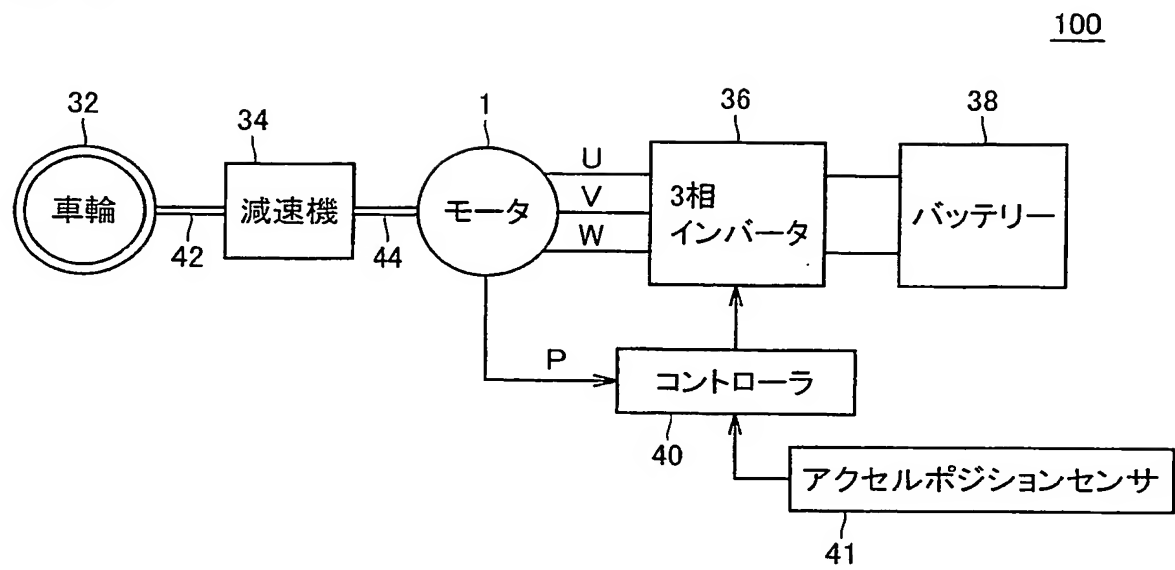 100
32
34
1
36
38
車輪
減速機
モータ
U
V
W
3相
インバータ
バッテリー
42
44
P
コントローラ
40
アクセルポジションセンサ
41